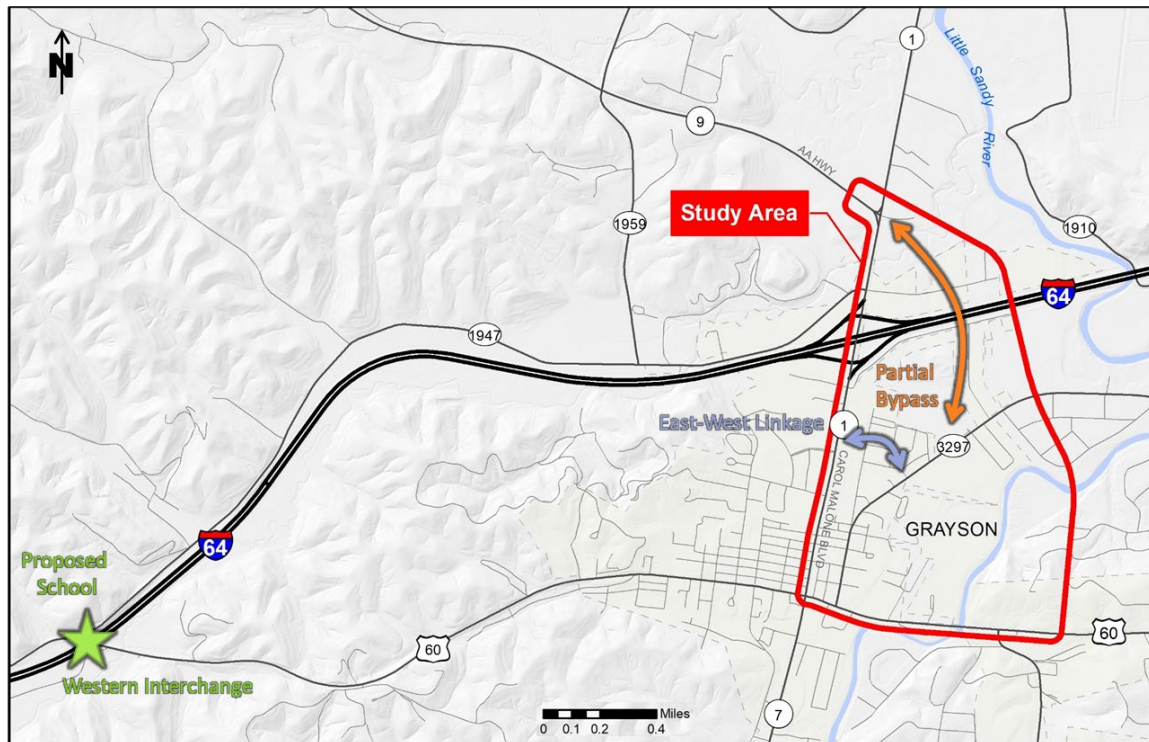 N
1
Little Sandy River
9
AA HWY
Study Area
1959
1910
64
1947
Partial
Bypass
East-West Linkage
1
3297
CAROL MALONE BLVD
GRAYSON
64
Proposed
School
60
60
Western Interchange
Miles
0 0.1 0.2 0.4
7